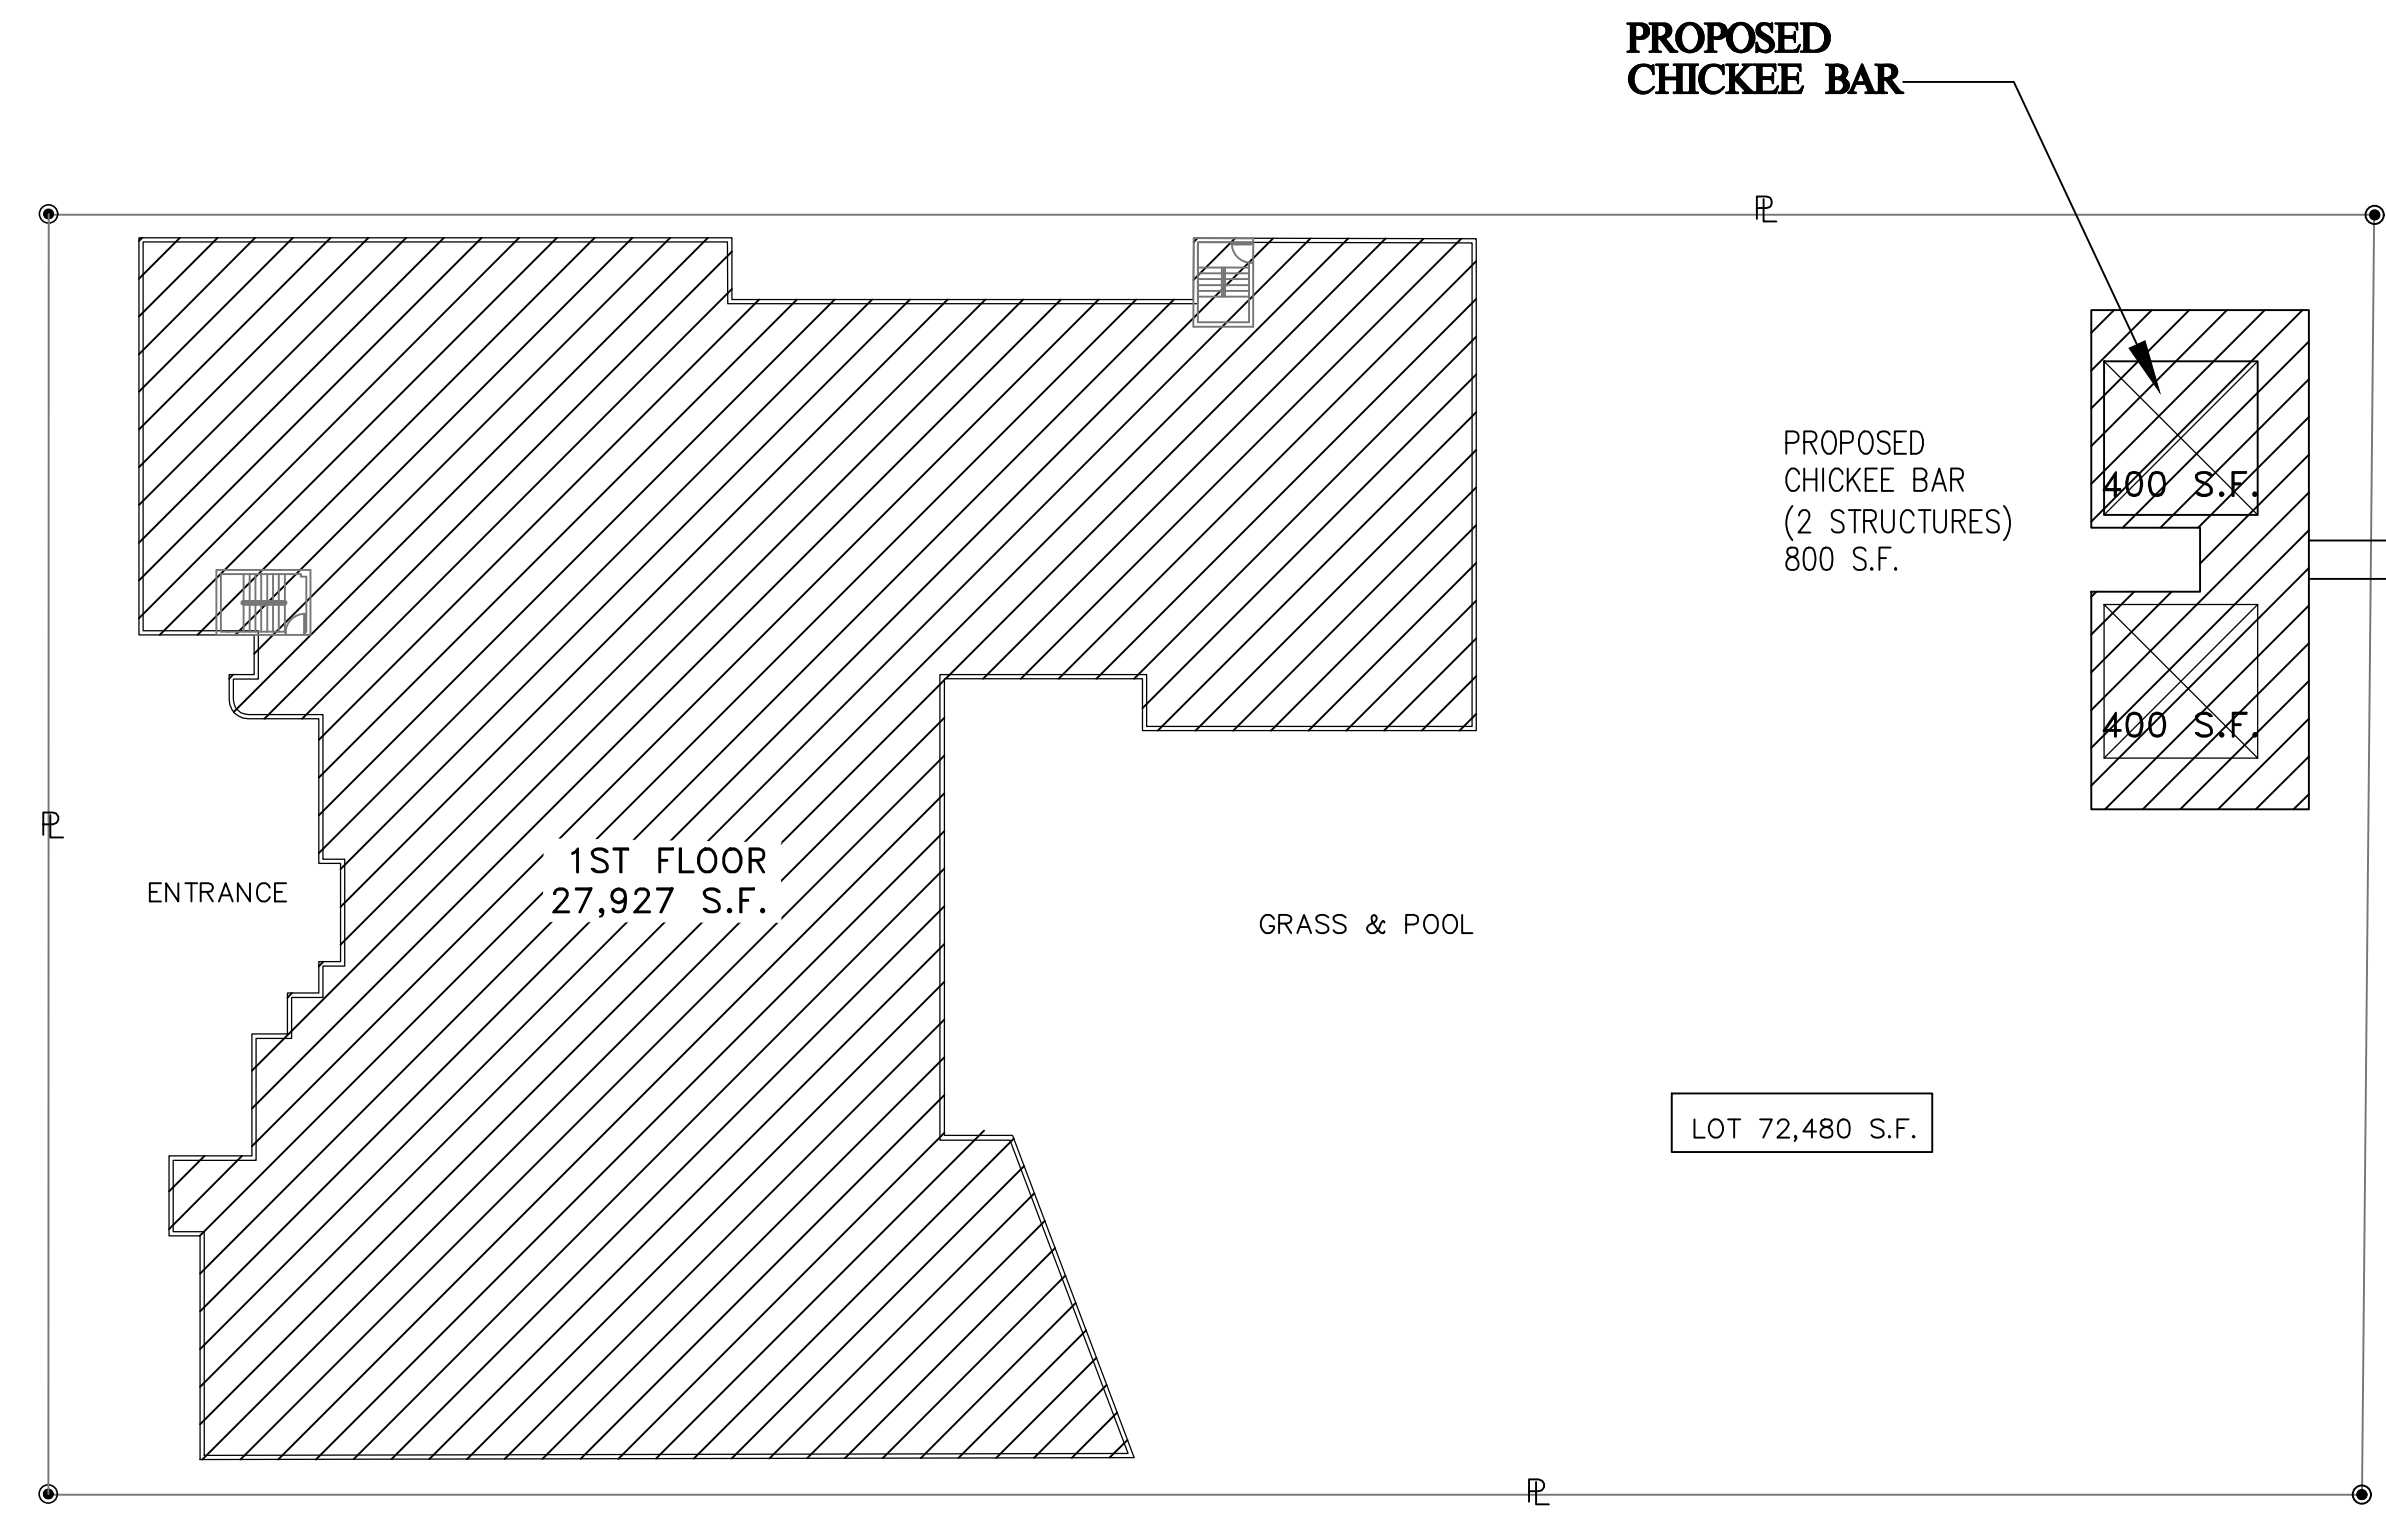 PROPOSED
CHICKEE BAR
PL
PROPOSED
CHICKEE BAR
(2 STRUCTURES)
800 S.F.
400 S.F.
400 S.F.
PL
1ST FLOOR
27,927 S.F.
ENTRANCE
GRASS & POOL
LOT 72,480 S.F.
PL